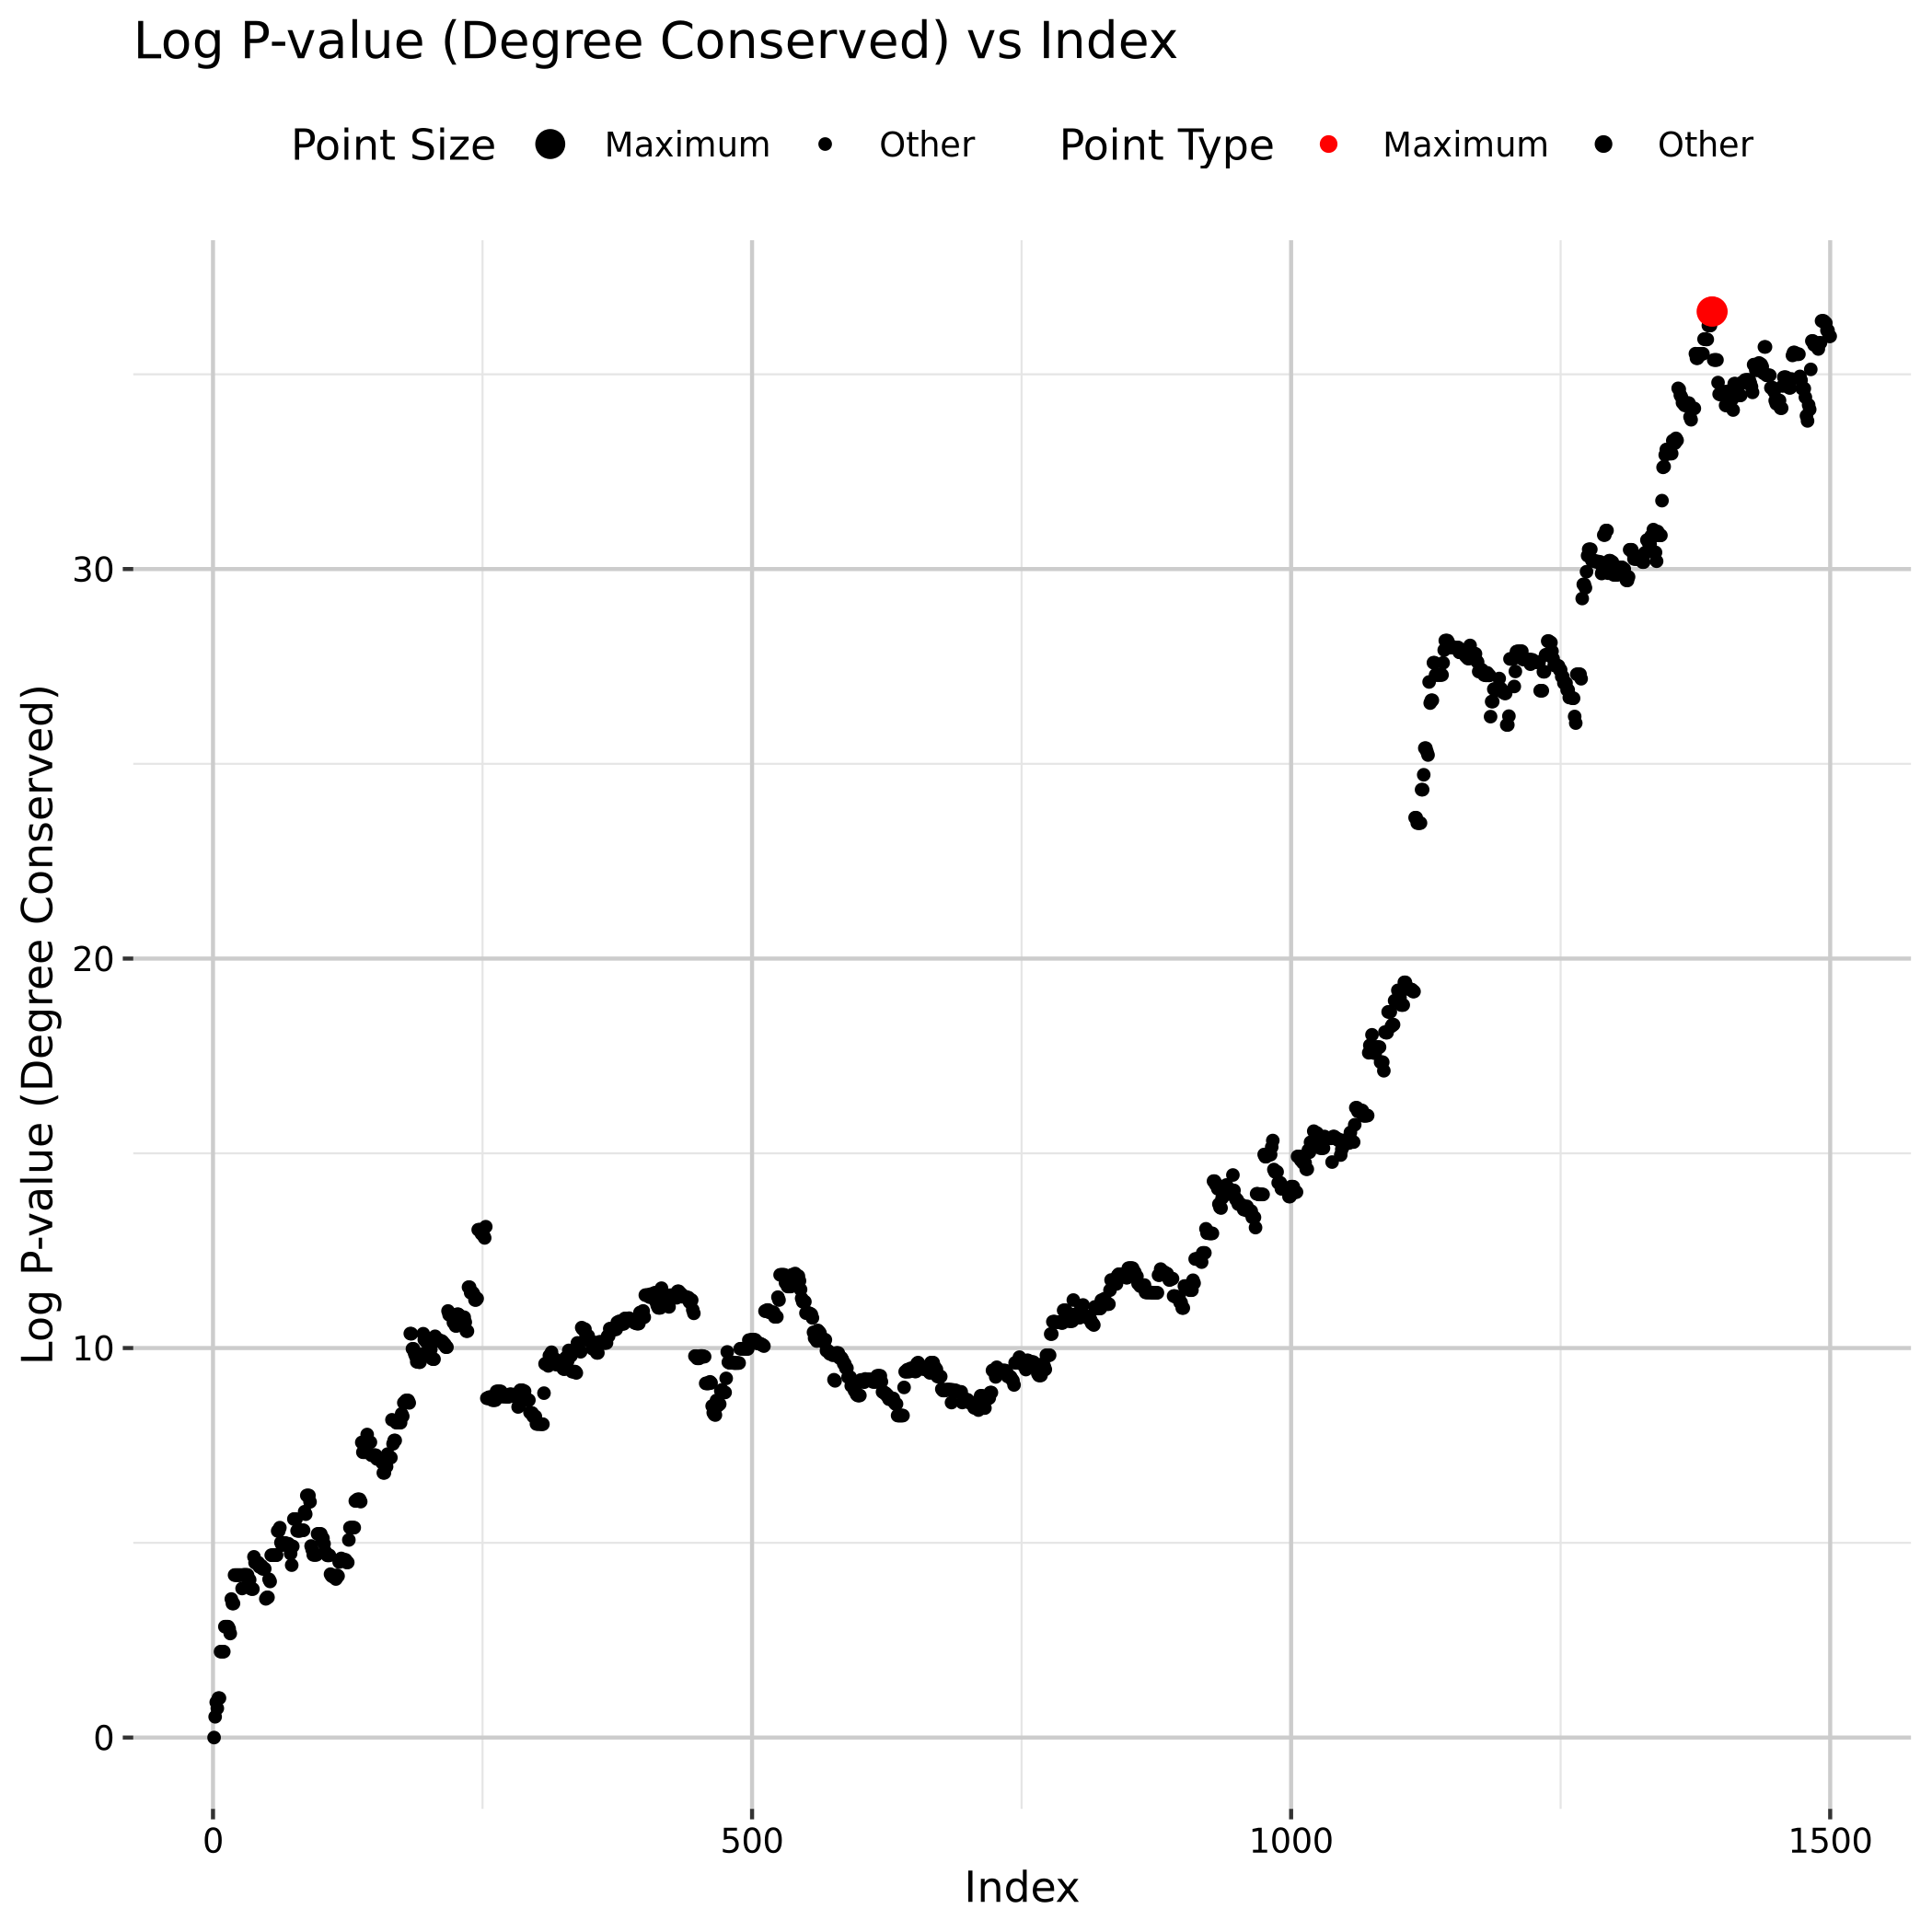 Log P-value (Degree Conserved) vs Index
Point Size Maximum Other Point Type Maximum Other
Log P-value (Degree Conserved)
30
20
10
0
0 500 1000 1500
Index